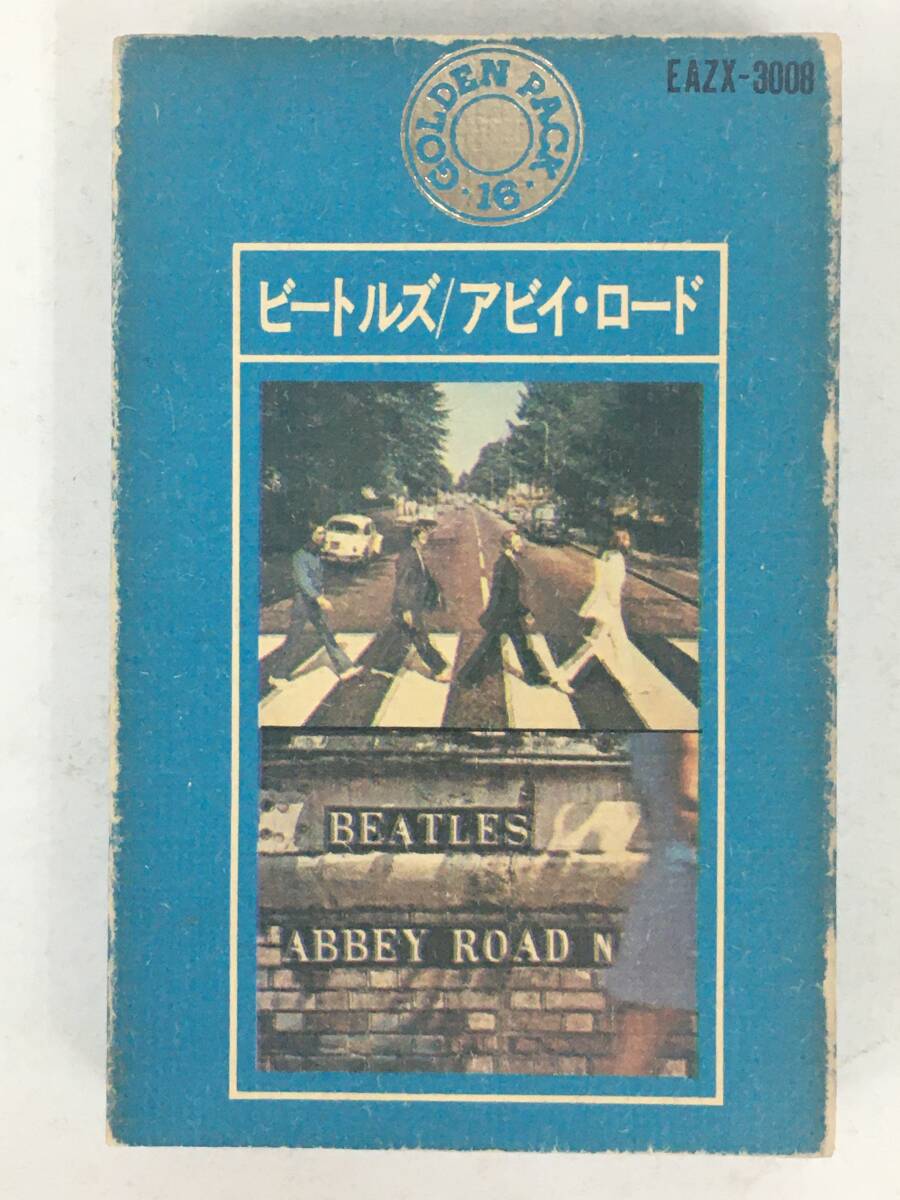 GOLDEN PACK
・16・
EAZX-3008
ビートルズ/アビイ・ロード
BEATLES
ABBEY ROAD N